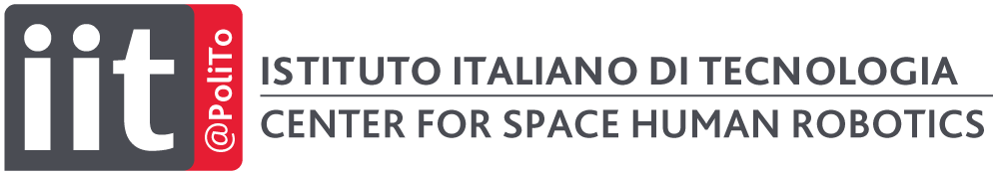 iit
@PoliTo
ISTITUTO ITALIANO DI TECNOLOGIA
CENTER FOR SPACE HUMAN ROBOTICS